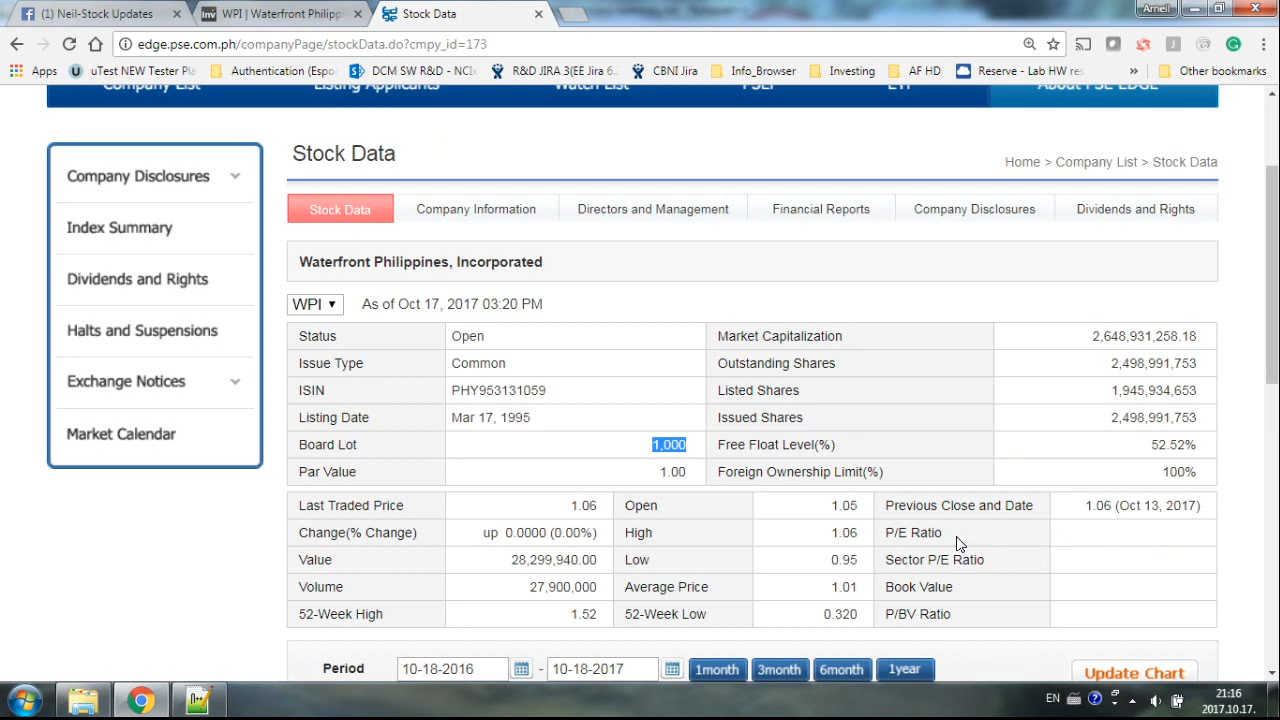 (1) Neil-Stock Updates
WPI | Waterfront Philippi
Stock Data
Arneil
edge.pse.com.ph/companyPage/stockData.do?cmpy_id=173
Apps uTest NEW Tester Pla Authentication (Espo DCM SW R&D - NCI R&D JIRA 3(EE Jira 6. CBNI Jira Info_Browser Investing AF HD Reserve - Lab HW res » Other bookmarks
Company List Listing Applicants Watch List PSEi ETF About PSE EDGE
Company Disclosures
Index Summary
Dividends and Rights
Halts and Suspensions
Exchange Notices
Market Calendar
Stock Data
Home > Company List > Stock Data
Stock Data Company Information Directors and Management Financial Reports Company Disclosures Dividends and Rights
Waterfront Philippines, Incorporated
WPI ▼ As of Oct 17, 2017 03:20 PM
Status Open Market Capitalization 2,648,931,258.18
Issue Type Common Outstanding Shares 2,498,991,753
ISIN PHY953131059 Listed Shares 1,945,934,653
Listing Date Mar 17, 1995 Issued Shares 2,498,991,753
Board Lot 1,000 Free Float Level(%) 52.52%
Par Value 1.00 Foreign Ownership Limit(%) 100%
Last Traded Price 1.06 Open 1.05 Previous Close and Date 1.06 (Oct 13, 2017)
Change(% Change) up 0.0000 (0.00%) High 1.06 P/E Ratio
Value 28,299,940.00 Low 0.95 Sector P/E Ratio
Volume 27,900,000 Average Price 1.01 Book Value
52-Week High 1.52 52-Week Low 0.320 P/BV Ratio
Period 10-18-2016 - 10-18-2017 1month 3month 6month 1year Update Chart
EN 21:16
2017.10.17.